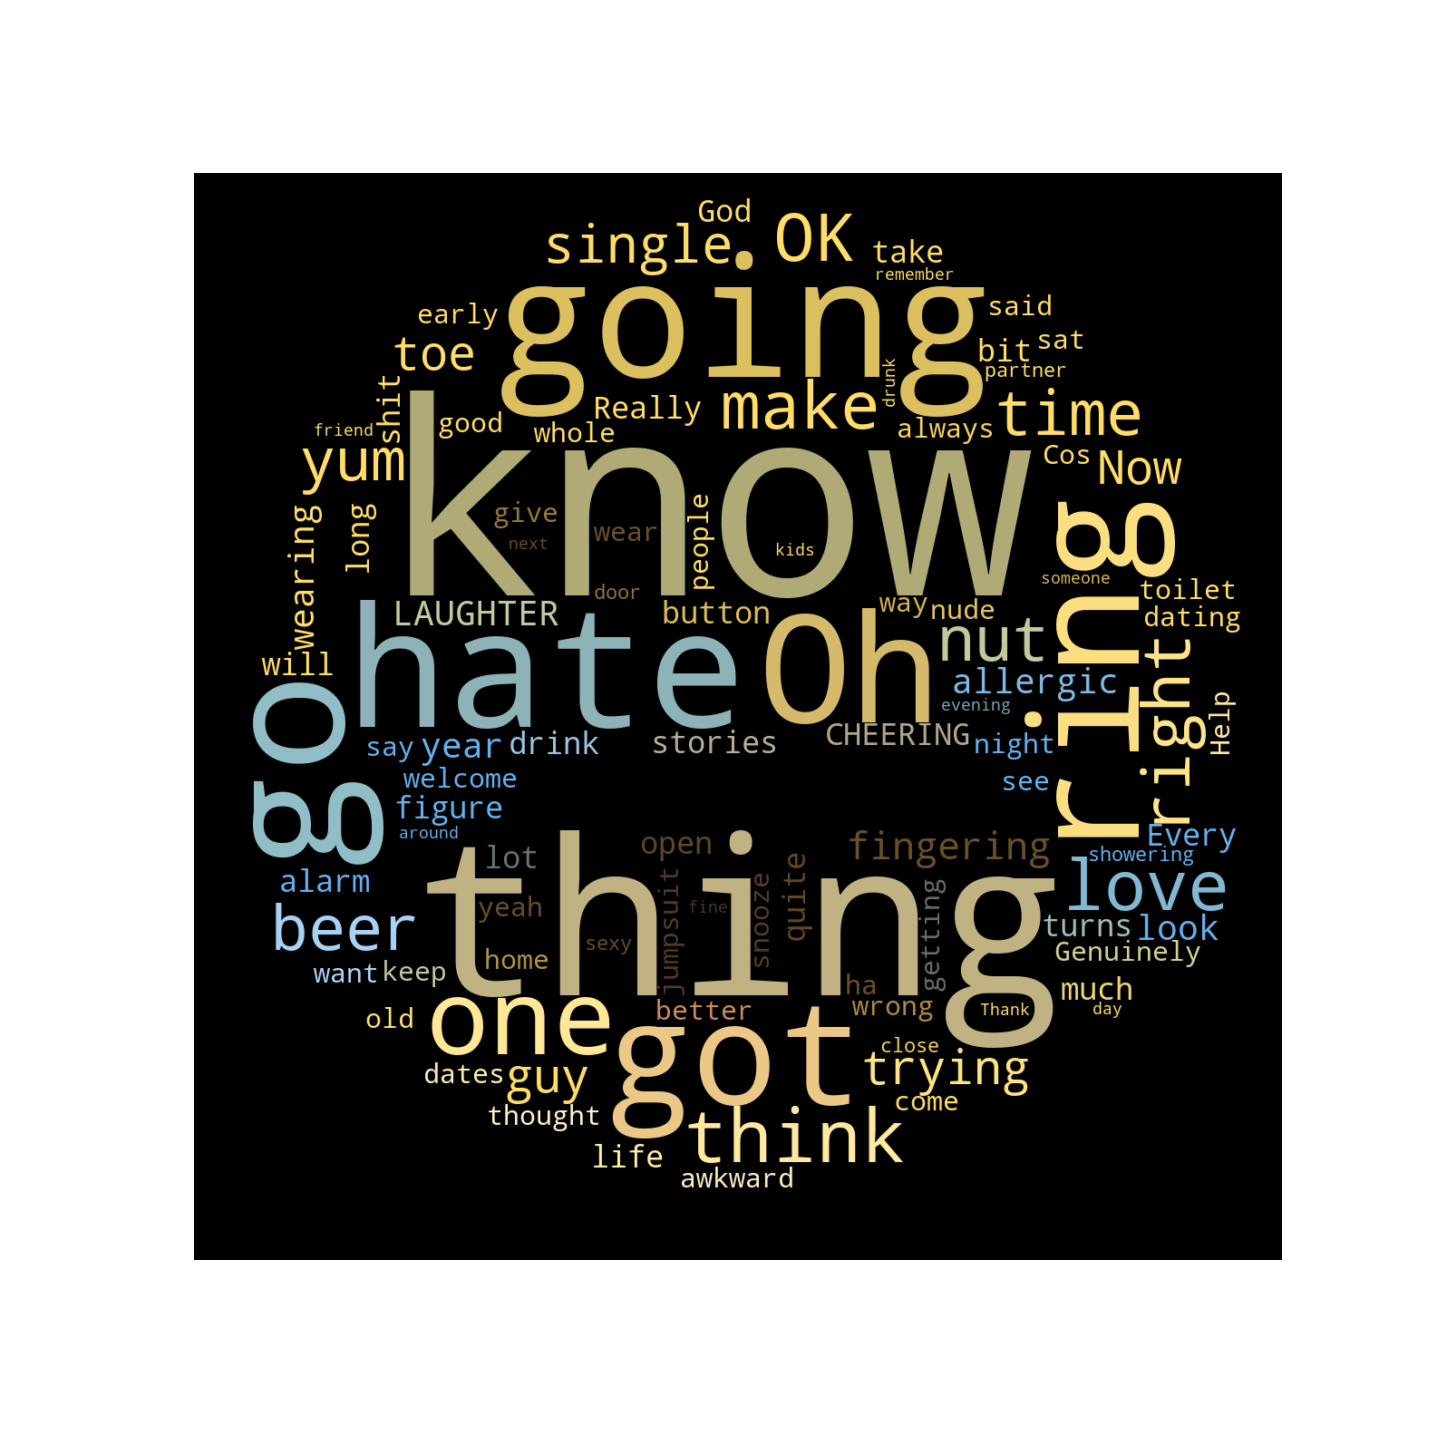 God
single
OK
take
remember
going
early
said
toe
bit
sat
partner
drunk
shit
Really
make
time
friend
good
whole
always
yum
know
Cos
Now
wearing
long
give
next
wear
people
kids
door
someone
ring
toilet
LAUGHTER
button
way
nude
dating
hate
Oh
nut
will
allergic
right
evening
Help
go
say
year
drink
stories
CHEERING
night
welcome
see
figure
around
Every
showering
thing
lot
open
fingering
alarm
yeah
jumpsuit
fine
snooze
quite
getting
love
beer
sexy
turns
look
home
Genuinely
want
keep
ha
much
old
one
better
wrong
Thank
day
got
close
dates
guy
trying
come
thought
think
life
awkward